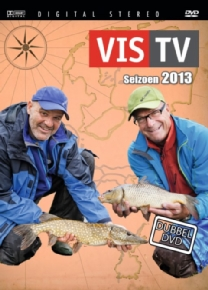 DIGITAL STEREO
DVD
VIS TV
Seizoen 2013
DUBBEL
DVD